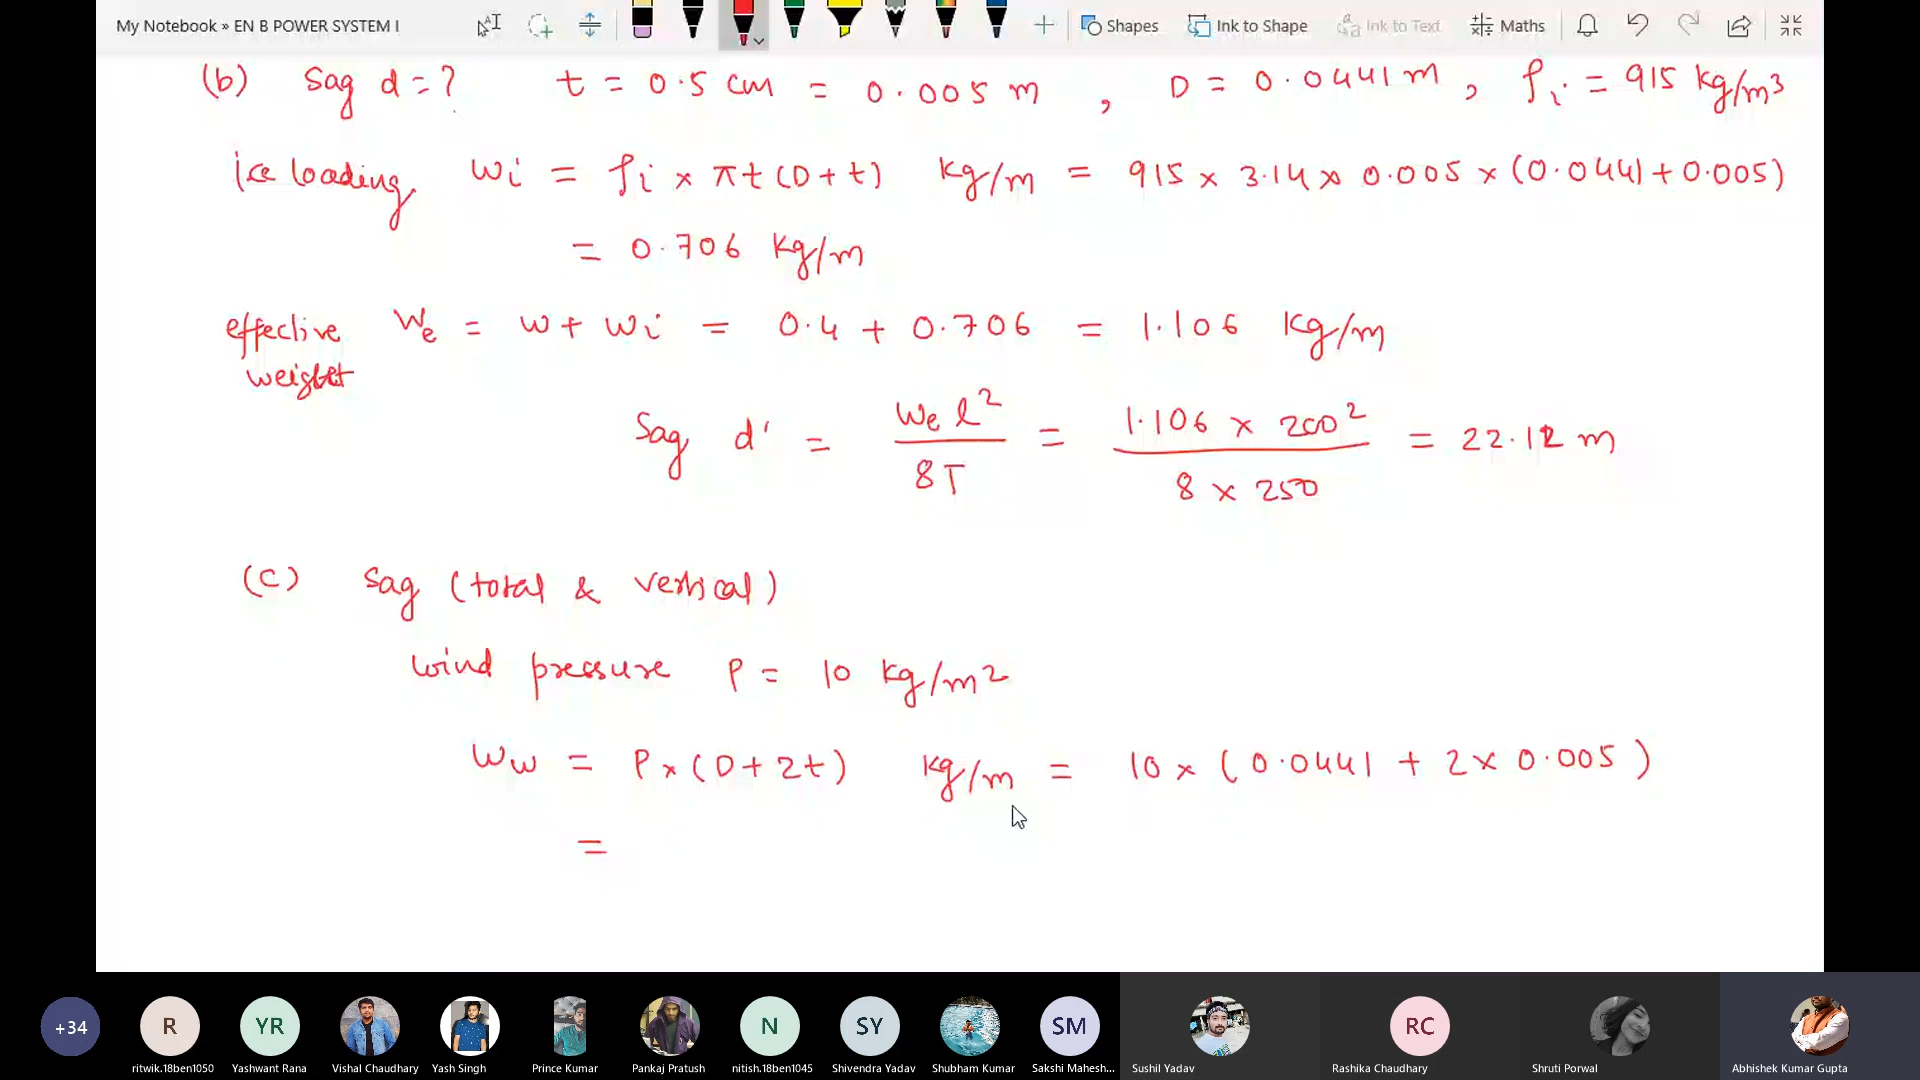 My Notebook » EN B POWER SYSTEM I
Shapes Ink to Shape Ink to Text Maths
(b) Sag d = ? t = 0.5 cm = 0.005 m , D = 0.0441 m , ρi = 915 kg/m3
Ice loading wi = ρi × πt(D+t) kg/m = 915 × 3.14 × 0.005 × (0.0441 + 0.005)
= 0.706 kg/m
effective We = w + wi = 0.4 + 0.706 = 1.106 kg/m
weight
Sag d' = We l² / 8T = 1.106 × 200² / 8 × 250 = 22.12 m
(C) Sag (total & vertical)
wind pressure P = 10 kg/m2
Ww = P × (D + 2t) kg/m = 10 × (0.0441 + 2 × 0.005)
=
+34 R YR N SY SM RC
ritwik.18ben1050 Yashwant Rana Vishal Chaudhary Yash Singh Prince Kumar Pankaj Pratush nitish.18ben1045 Shivendra Yadav Shubham Kumar Sakshi Mahesh... Sushil Yadav Rashika Chaudhary Shruti Porwal Abhishek Kumar Gupta